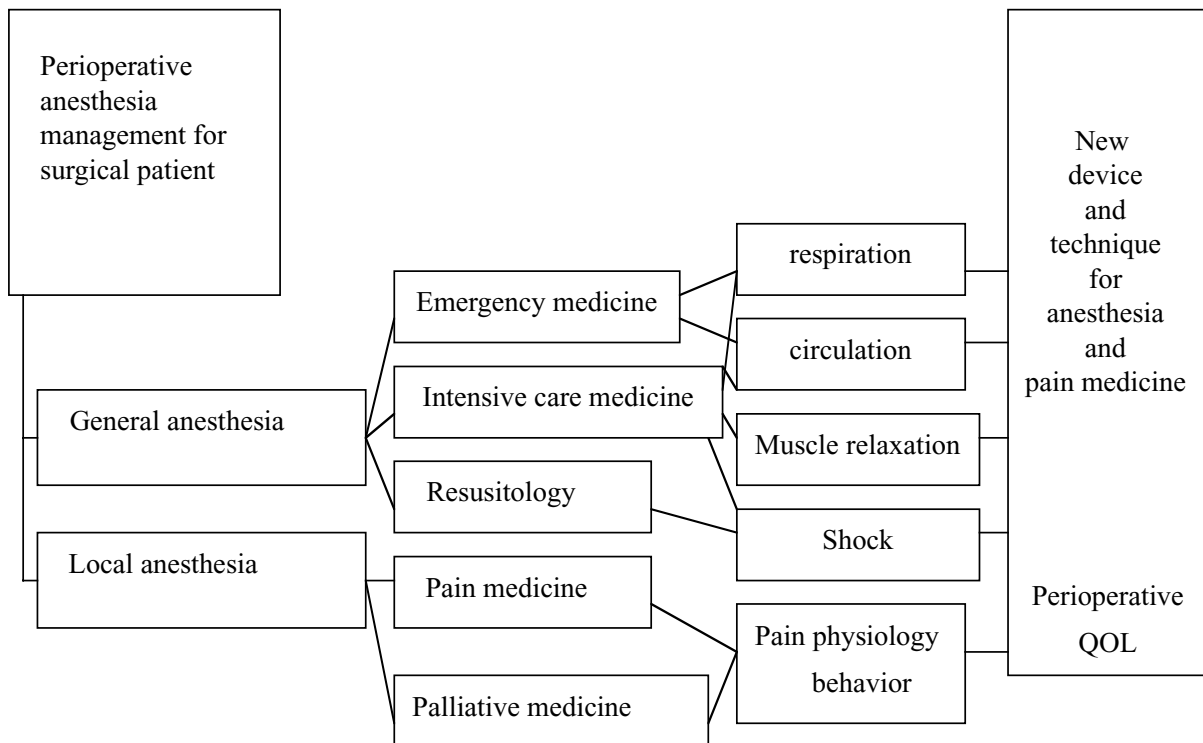 Perioperative
anesthesia
management for
surgical patient
General anesthesia
Local anesthesia
Emergency medicine
Intensive care medicine
Resusitology
Pain medicine
Palliative medicine
respiration
circulation
Muscle relaxation
Shock
Pain physiology
behavior
New
device
and
technique
for
anesthesia
and
pain medicine
Perioperative
QOL